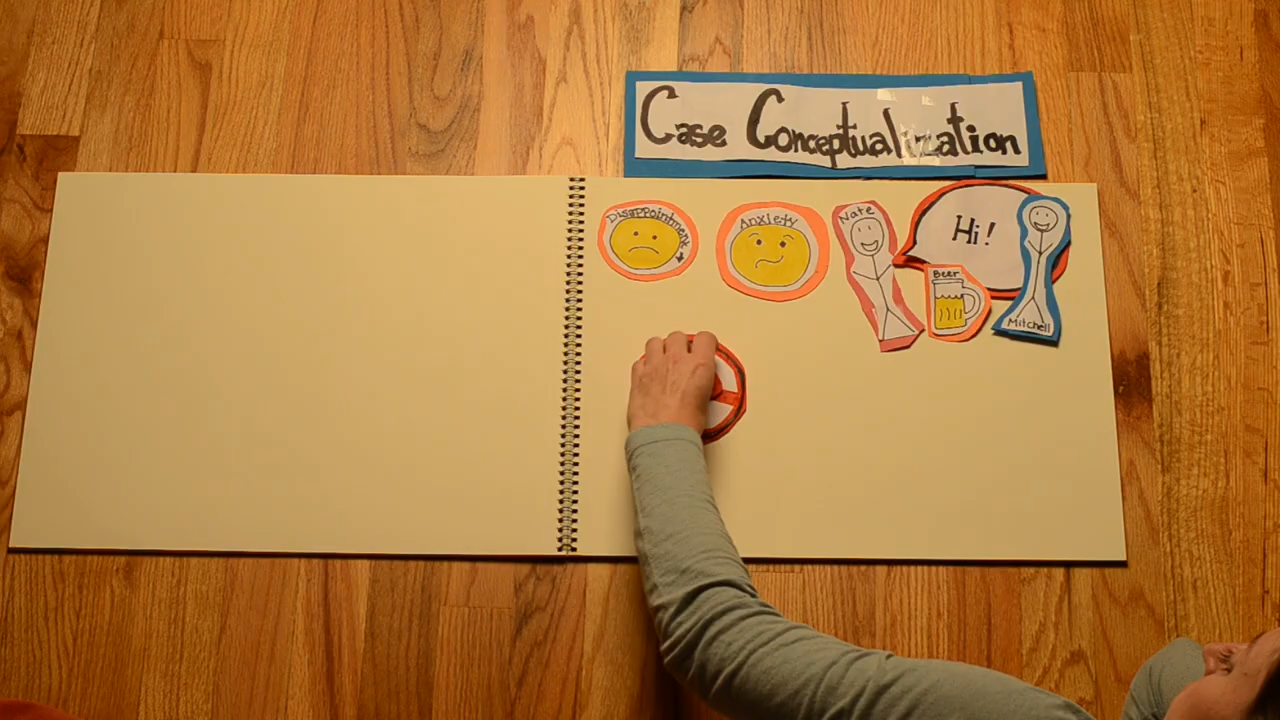 Case Conceptualization
Disappointment
Anxiety
Nate
Hi!
Beer
Mitchell